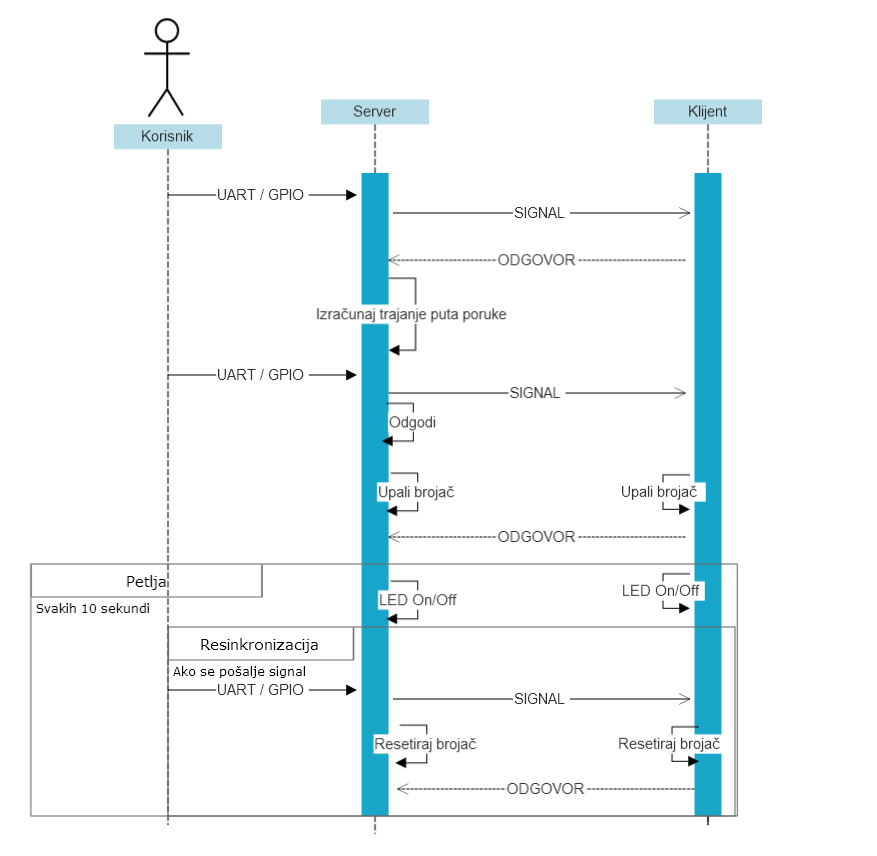 Server
Klijent
Korisnik
UART / GPIO
SIGNAL
ODGOVOR
Izračunaj trajanje puta poruke
UART / GPIO
SIGNAL
Odgodi
Upali brojač
Upali brojač
ODGOVOR
Petlja
Svakih 10 sekundi
LED On/Off
LED On/Off
Resinkronizacija
Ako se pošalje signal
UART / GPIO
SIGNAL
Resetiraj brojač
Resetiraj brojač
ODGOVOR